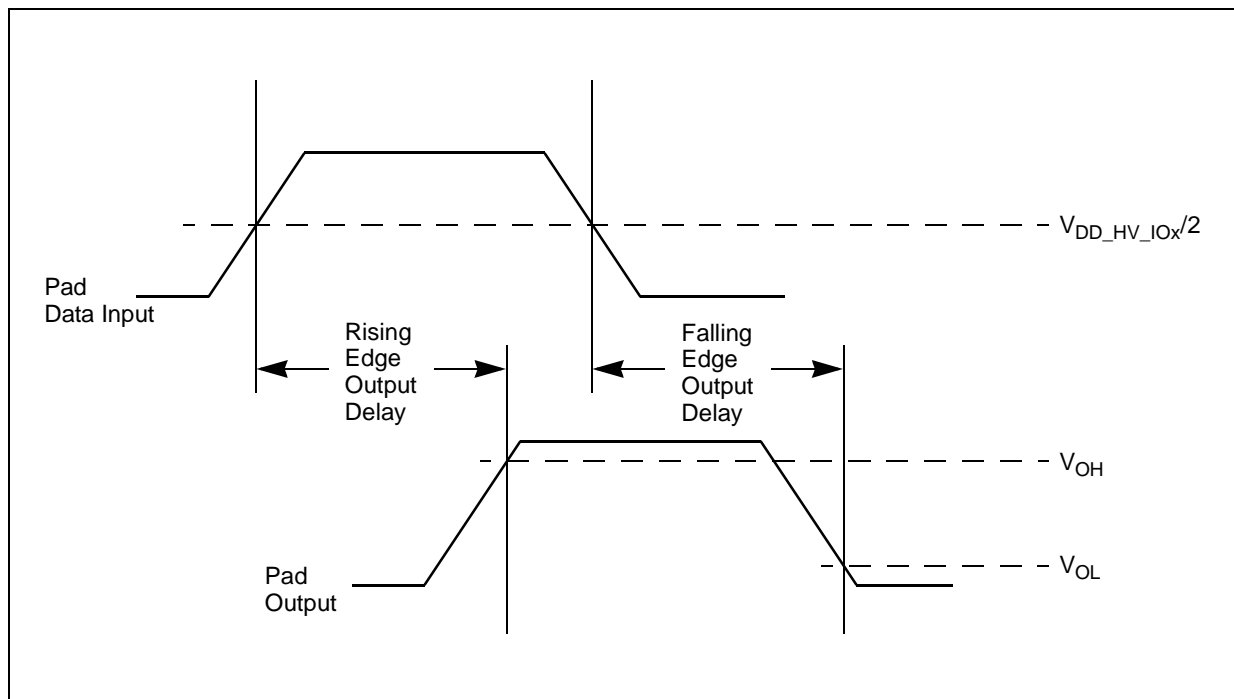 V_DD_HV_IOx/2
Pad
Data Input
Rising
Edge
Output
Delay
Falling
Edge
Output
Delay
V_OH
V_OL
Pad
Output